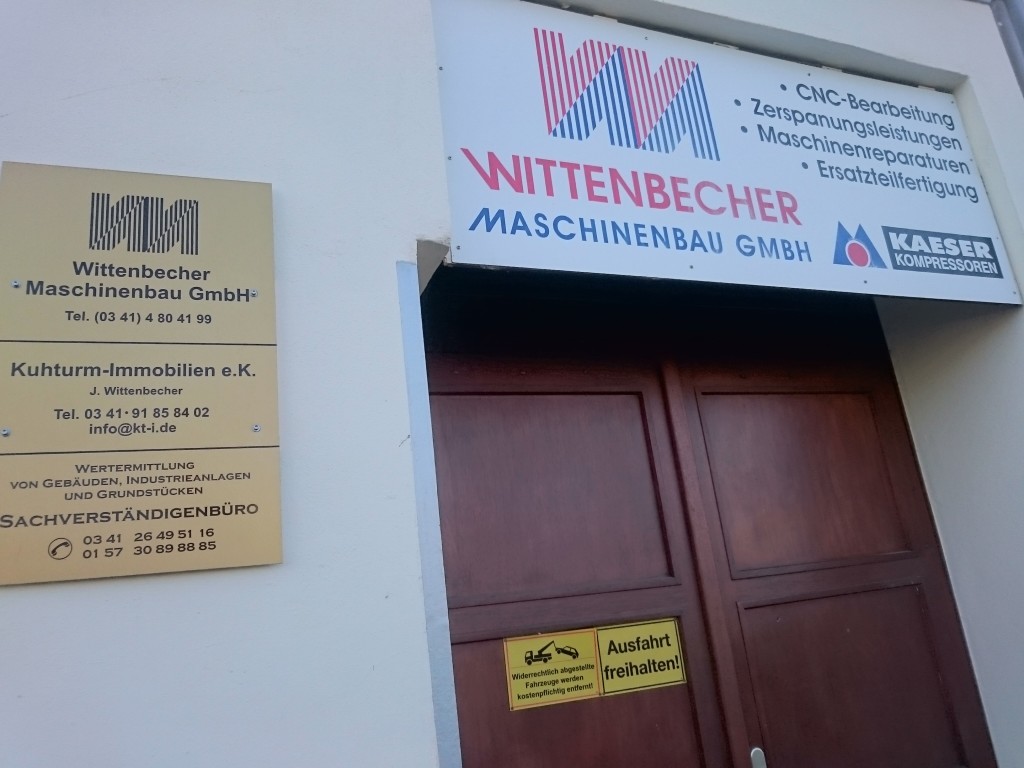 WITTENBECHER
MASCHINENBAU GMBH
• CNC-Bearbeitung
• Zerspanungsleistungen
• Maschinenreparaturen
• Ersatzteilfertigung
KAESER
KOMPRESSOREN
Wittenbecher
Maschinenbau GmbH
Tel. (03 41) 4 80 41 99
Kuhturm-Immobilien e.K.
J. Wittenbecher
Tel. 03 41·91 85 84 02
info@kt-i.de
WERTERMITTLUNG
VON GEBÄUDEN, INDUSTRIEANLAGEN
UND GRUNDSTÜCKEN
SACHVERSTÄNDIGENBÜRO
03 41 26 49 51 16
01 57 30 89 88 85
Widerrechtlich abgestellte
Fahrzeuge werden
kostenpflichtig entfernt!
Ausfahrt
freihalten!